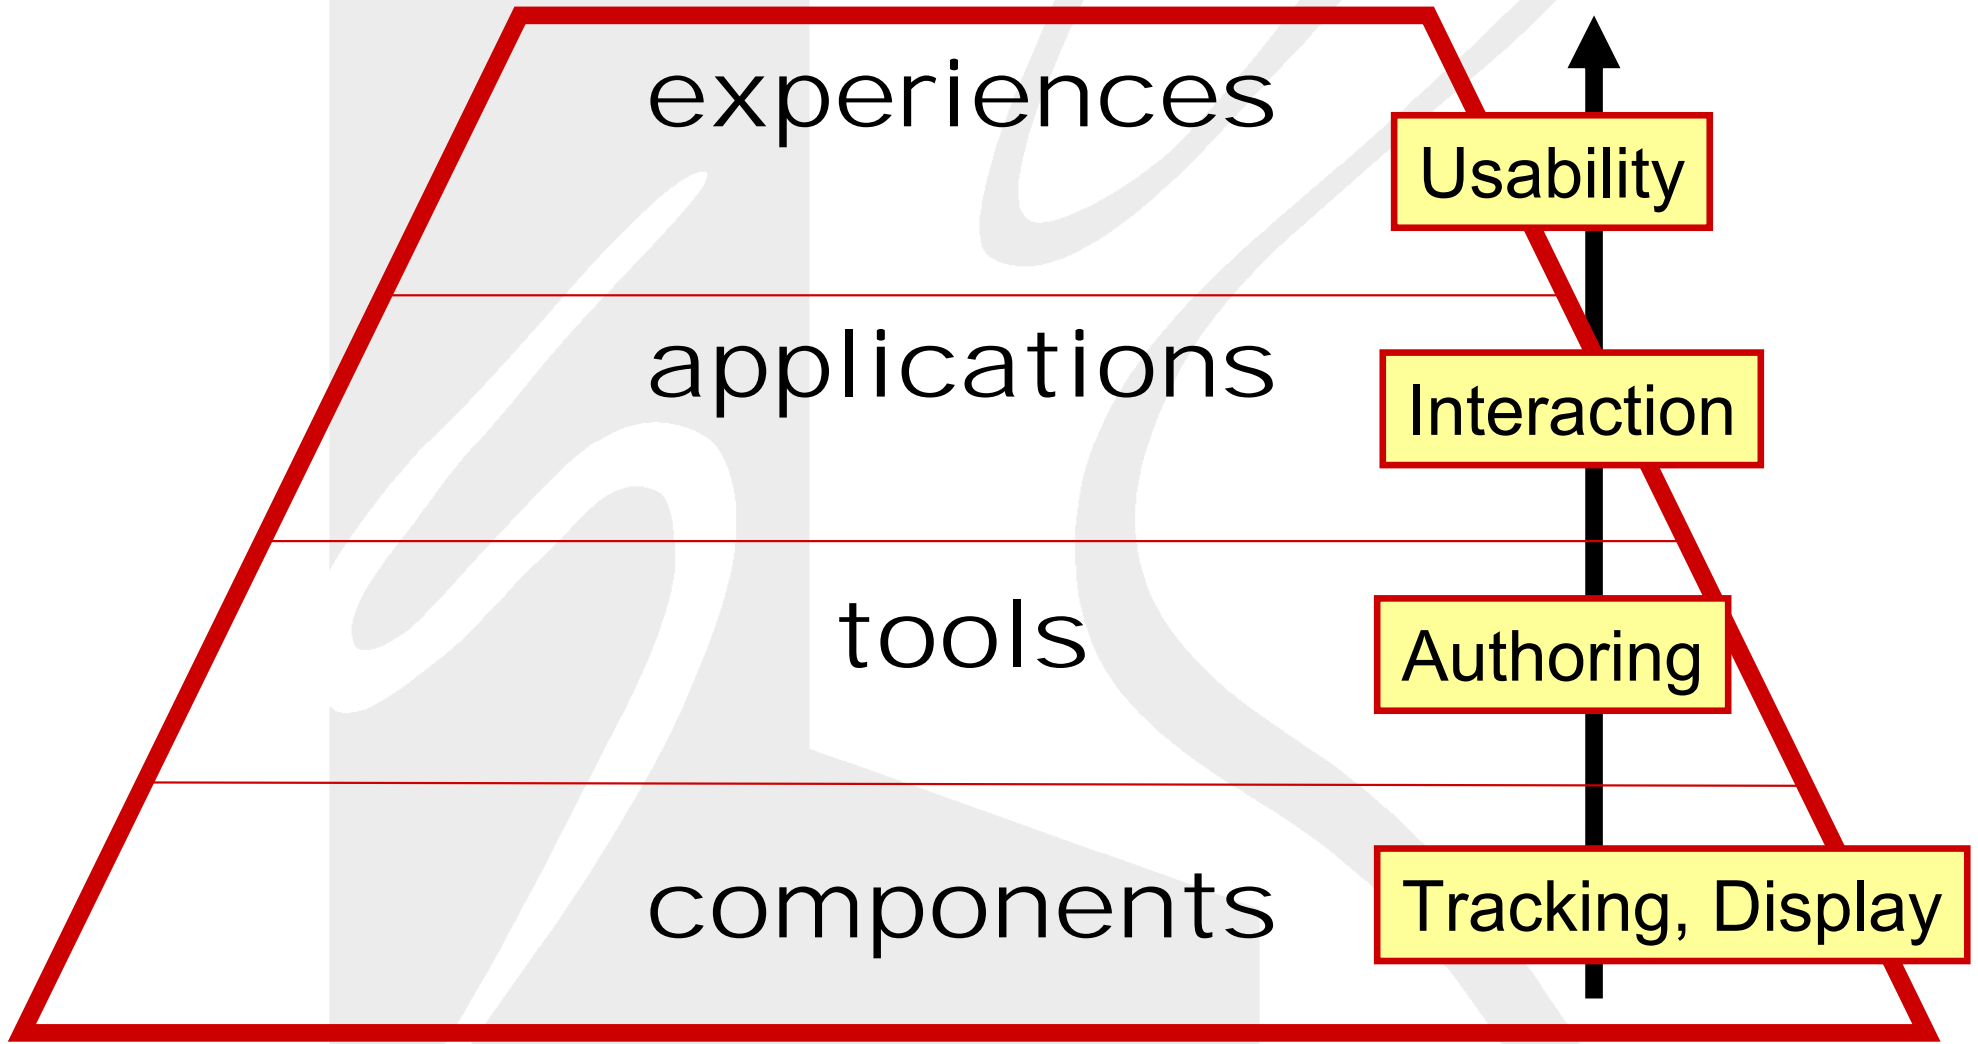 experiences
Usability
applications
Interaction
tools
Authoring
components
Tracking, Display